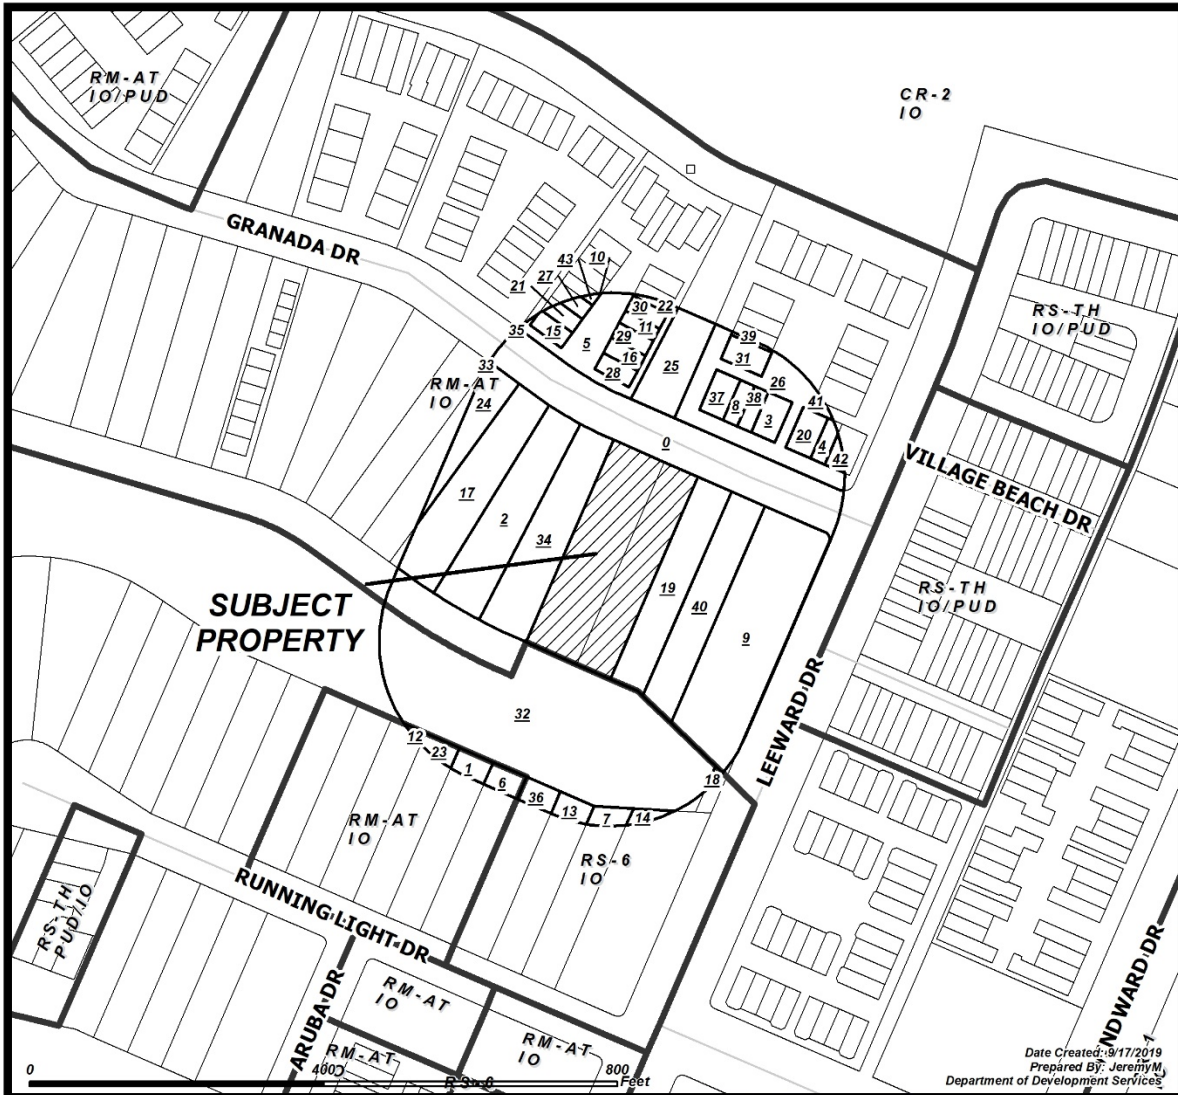 RM-AT
IO/PUD
CR-2
IO
GRANADA DR
RS-TH
IO/PUD
43
10
27
21
30
22
35
15
11
39
29
5
31
33
16
28
25
26
RM-AT
IO
24
37
8
38
41
3
20
4
0
42
VILLAGE BEACH DR
17
2
34
RS-TH
IO/PUD
19
40
SUBJECT
PROPERTY
9
LEEWARD DR
32
12
23
1
6
18
36
13
7
14
RM-AT
IO
RS-6
IO
RUNNING LIGHT DR
RS-TH
PUD/IO
ARUBA DR
RM-AT
IO
RM-AT
IO
RM-AT
RS-6
0
400
800
Feet
Date Created: 9/17/2019
Prepared By: JeremyM
Department of Development Services